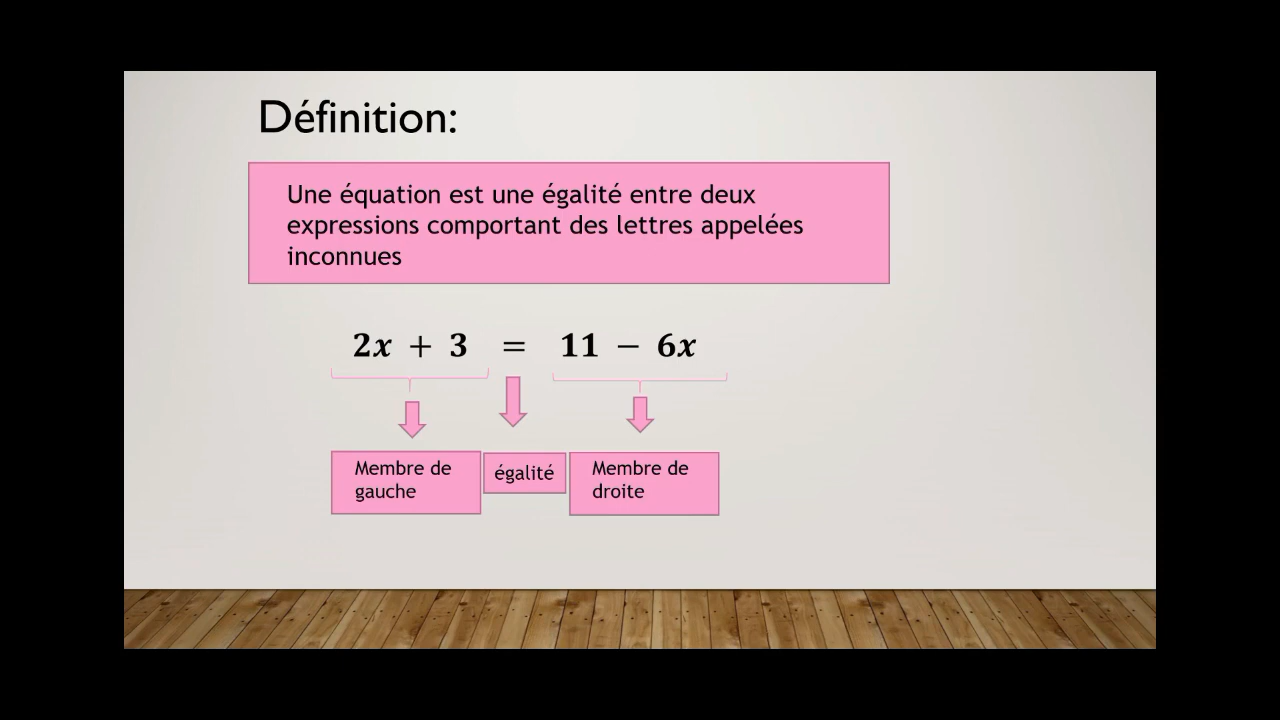 Définition:
Une équation est une égalité entre deux
expressions comportant des lettres appelées
inconnues
2x + 3 = 11 − 6x
Membre de
gauche
égalité
Membre de
droite